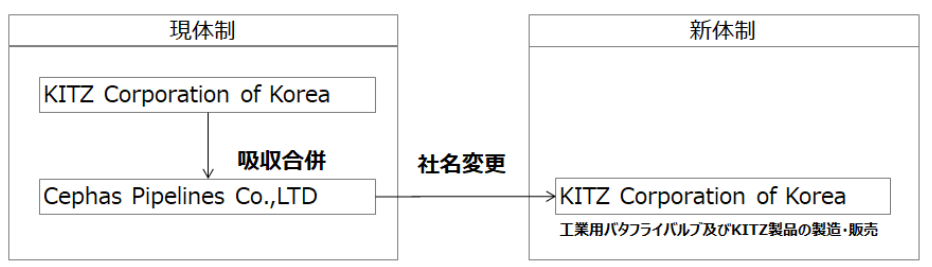 現体制
KITZ Corporation of Korea
吸収合併
Cephas Pipelines Co.,LTD
社名変更
新体制
KITZ Corporation of Korea
工業用バタフライバルブ及びKITZ製品の製造・販売